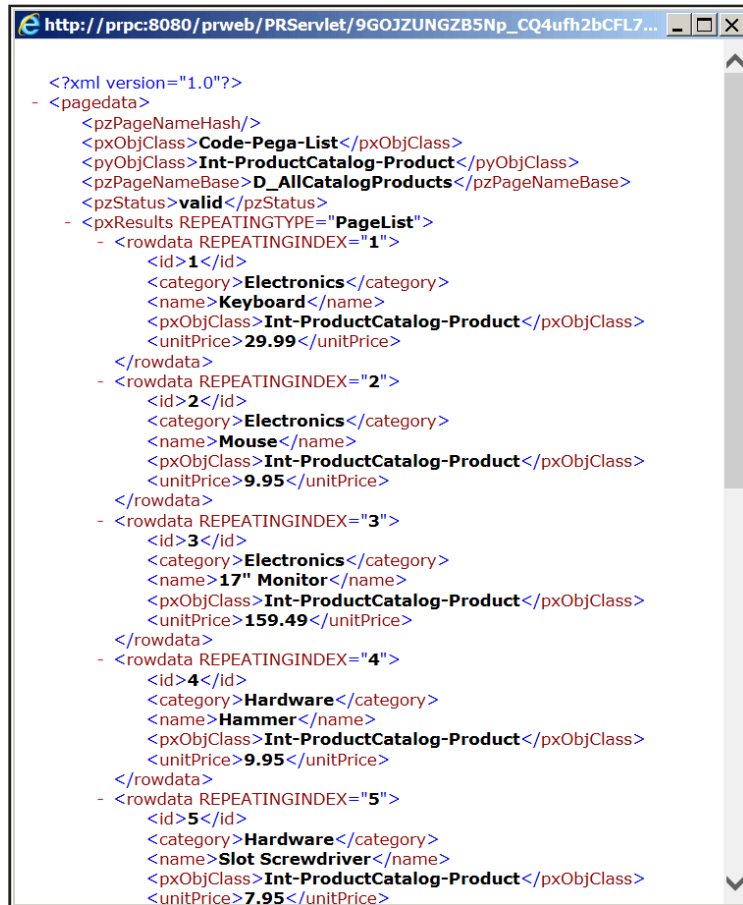 http://prpc:8080/prweb/PRServlet/9GOJZUNGZB5Np_CQ4ufh2bCFL7...
<?xml version="1.0"?>
- <pagedata>
<pzPageNameHash/>
<pxObjClass>Code-Pega-List</pxObjClass>
<pyObjClass>Int-ProductCatalog-Product</pyObjClass>
<pzPageNameBase>D_AllCatalogProducts</pzPageNameBase>
<pzStatus>valid</pzStatus>
- <pxResults REPEATINGTYPE="PageList">
- <rowdata REPEATINGINDEX="1">
<id>1</id>
<category>Electronics</category>
<name>Keyboard</name>
<pxObjClass>Int-ProductCatalog-Product</pxObjClass>
<unitPrice>29.99</unitPrice>
</rowdata>
- <rowdata REPEATINGINDEX="2">
<id>2</id>
<category>Electronics</category>
<name>Mouse</name>
<pxObjClass>Int-ProductCatalog-Product</pxObjClass>
<unitPrice>9.95</unitPrice>
</rowdata>
- <rowdata REPEATINGINDEX="3">
<id>3</id>
<category>Electronics</category>
<name>17" Monitor</name>
<pxObjClass>Int-ProductCatalog-Product</pxObjClass>
<unitPrice>159.49</unitPrice>
</rowdata>
- <rowdata REPEATINGINDEX="4">
<id>4</id>
<category>Hardware</category>
<name>Hammer</name>
<pxObjClass>Int-ProductCatalog-Product</pxObjClass>
<unitPrice>9.95</unitPrice>
</rowdata>
- <rowdata REPEATINGINDEX="5">
<id>5</id>
<category>Hardware</category>
<name>Slot Screwdriver</name>
<pxObjClass>Int-ProductCatalog-Product</pxObjClass>
<unitPrice>7.95</unitPrice>